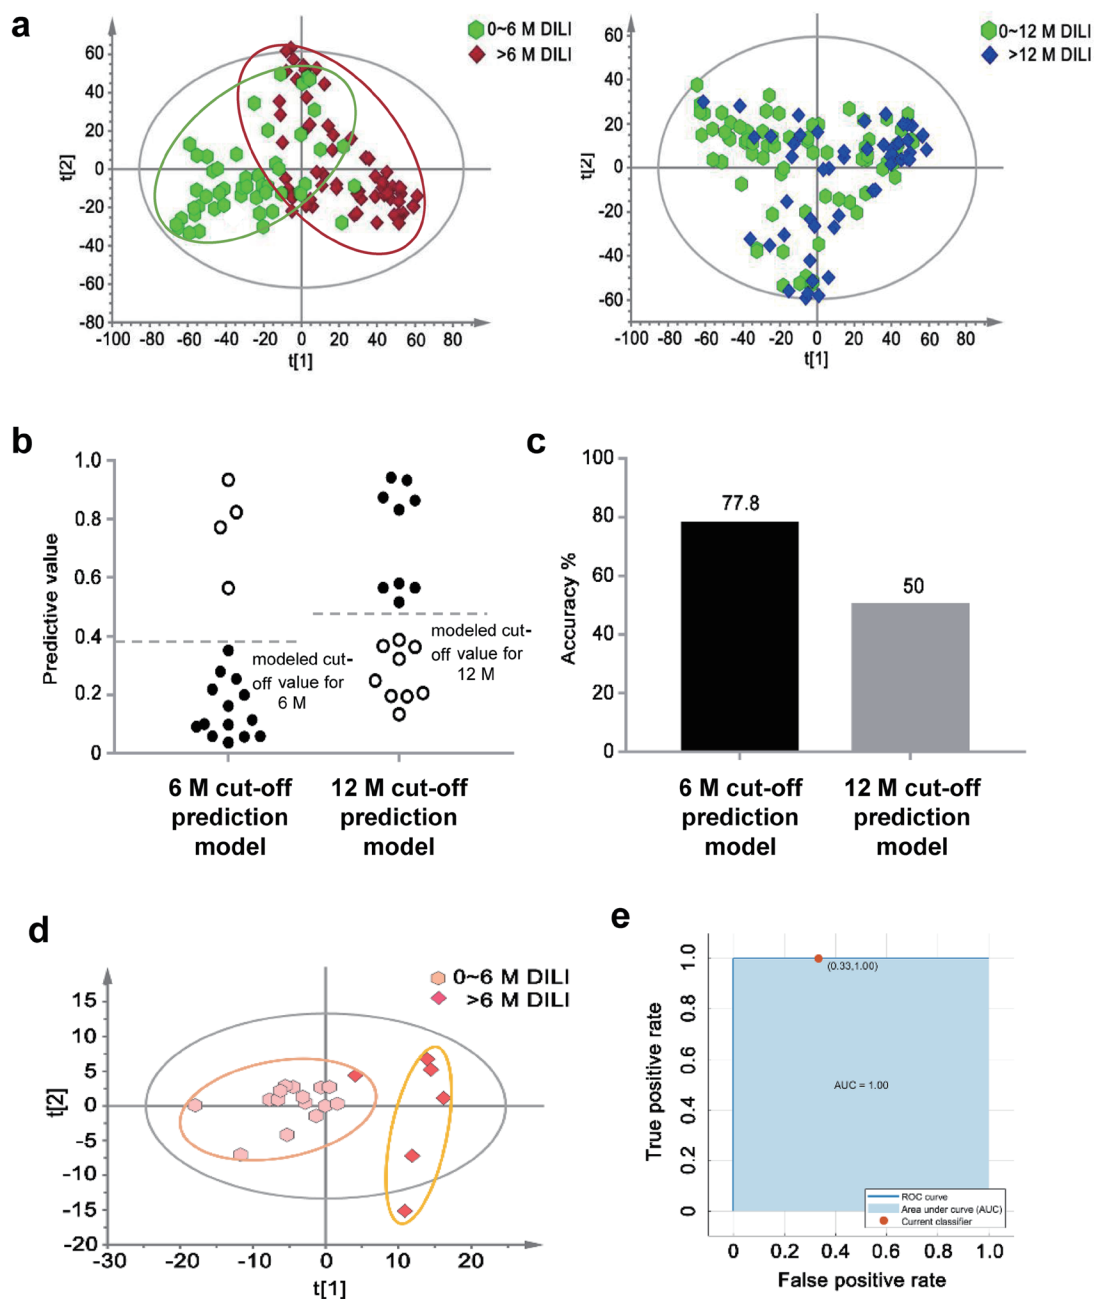 a
0~6 M DILI
>6 M DILI
60
40
20
0
-20
-40
-60
-80
t[2]
-100 -80 -60 -40 -20 0 20 40 60 80
t[1]
0~12 M DILI
>12 M DILI
60
40
20
0
-20
-40
-60
t[2]
-100 -80 -60 -40 -20 0 20 40 60 80
t[1]
b
1.0
0.8
0.6
0.4
0.2
0
Predictive value
modeled cut-
off value for
6 M
modeled cut-
off value for
12 M
6 M cut-off
prediction
model
12 M cut-off
prediction
model
c
100
80
60
40
20
0
Accuracy %
77.8
50
6 M cut-off
prediction
model
12 M cut-off
prediction
model
d
0~6 M DILI
>6 M DILI
15
10
5
0
-5
-10
-15
-20
t[2]
-30 -20 -10 0 10 20 30
t[1]
e
1.0
0.8
0.6
0.4
0.2
0
True positive rate
(0.33,1.00)
AUC = 1.00
ROC curve
Area under curve (AUC)
Current classifier
0 0.2 0.4 0.6 0.8 1.0
False positive rate